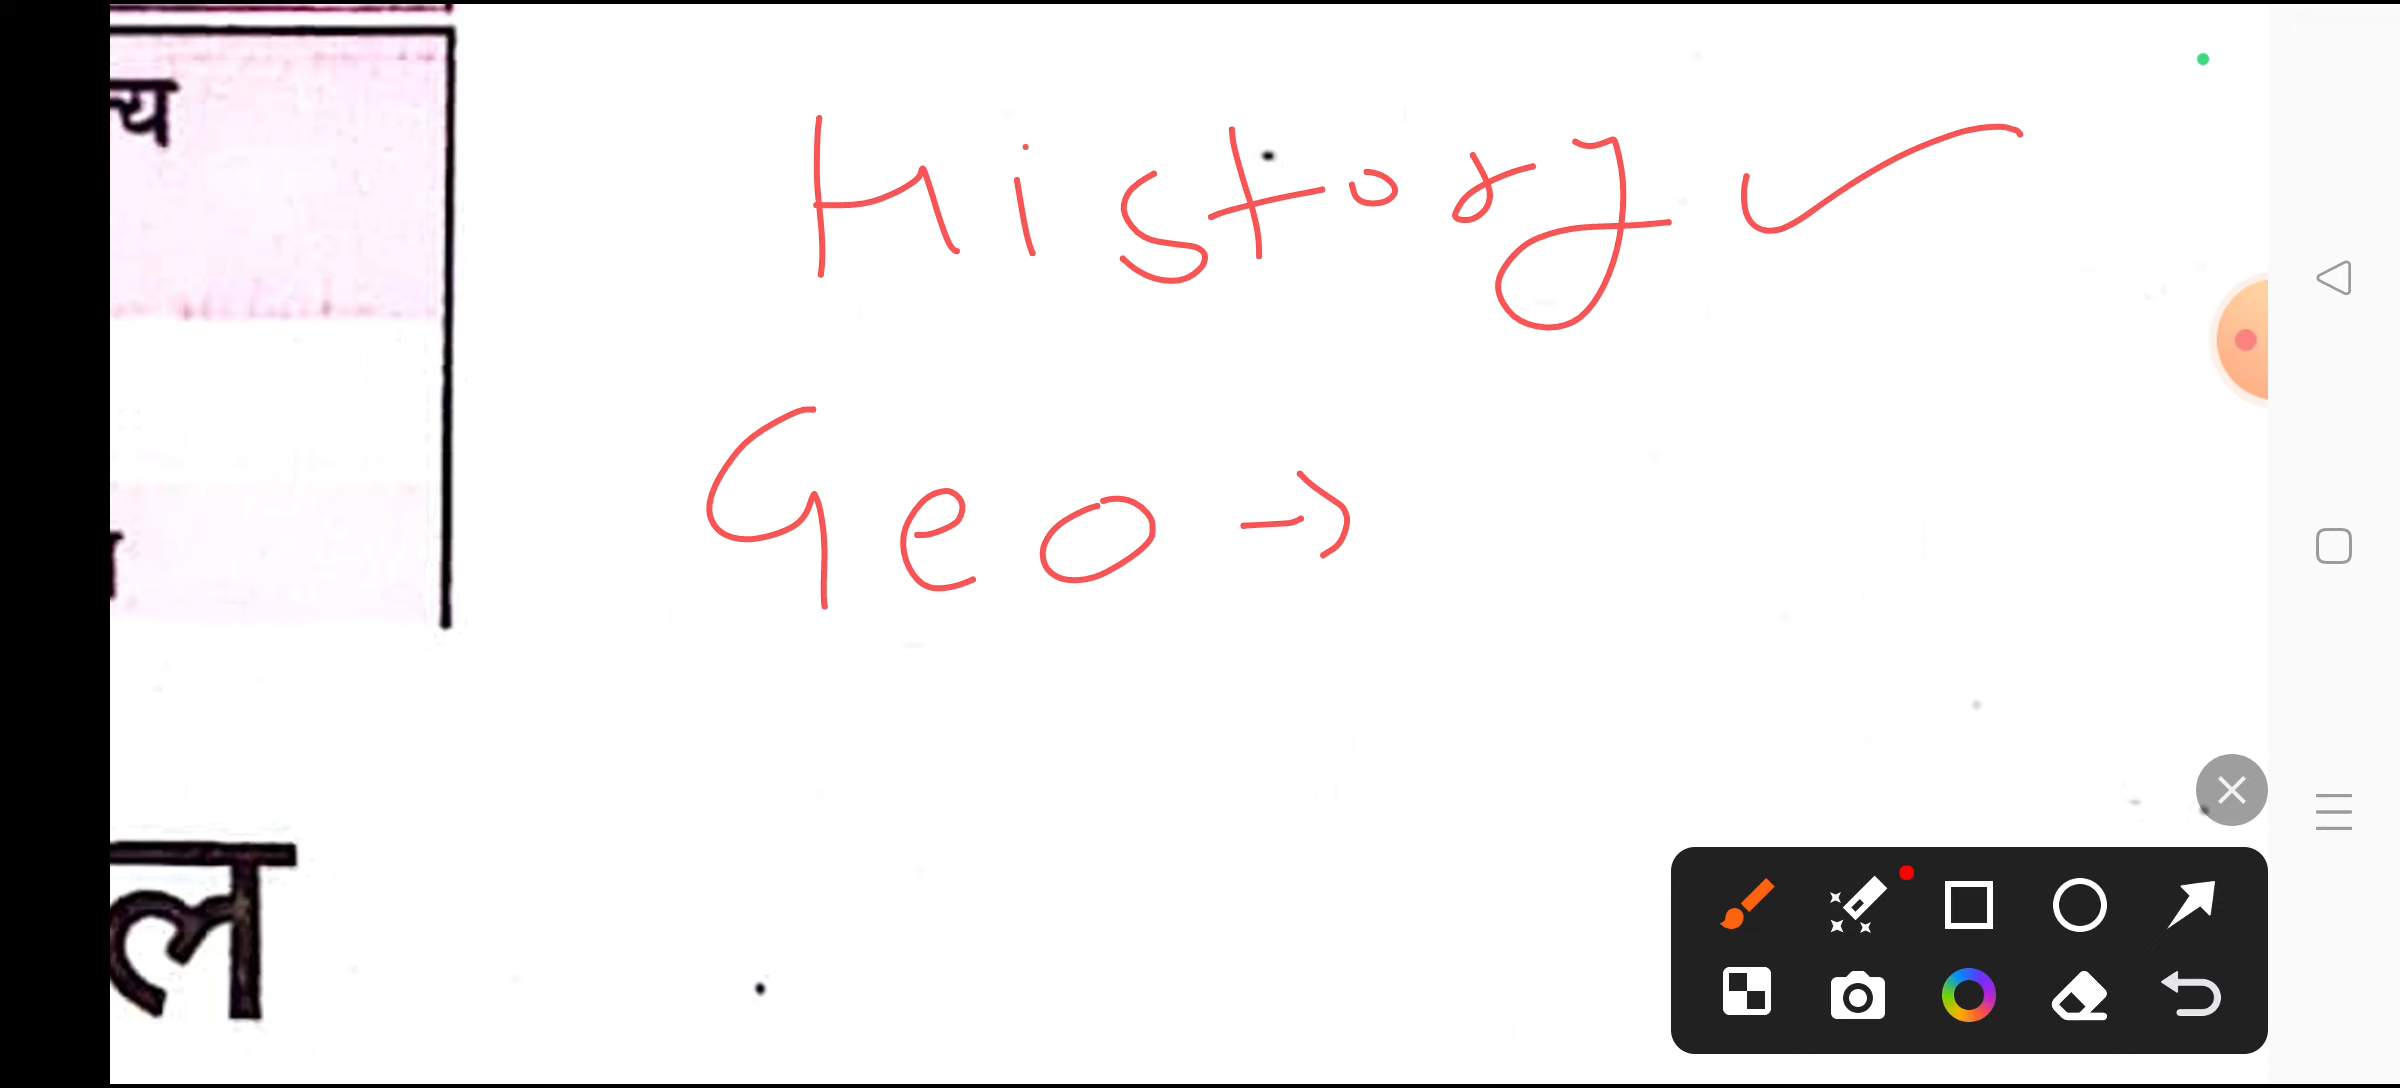 History ✓
Geo →